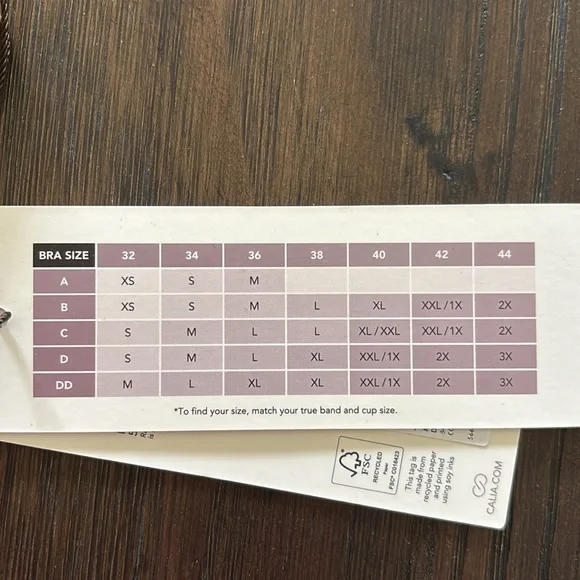 BRA SIZE 32 34 36 38 40 42 44
A XS S M
B XS S M L XL XXL/1X 2X
C S M L L XL/XXL XXL/1X 2X
D S M L XL XXL/1X 2X 3X
DD M L XL XL XXL/1X 2X 3X
*To find your size, match your true band and cup size.
FSC
RECYCLED
Paper
FSC® C016423
This tag is
made from
recycled paper
and printed
using soy inks
CALIA.COM